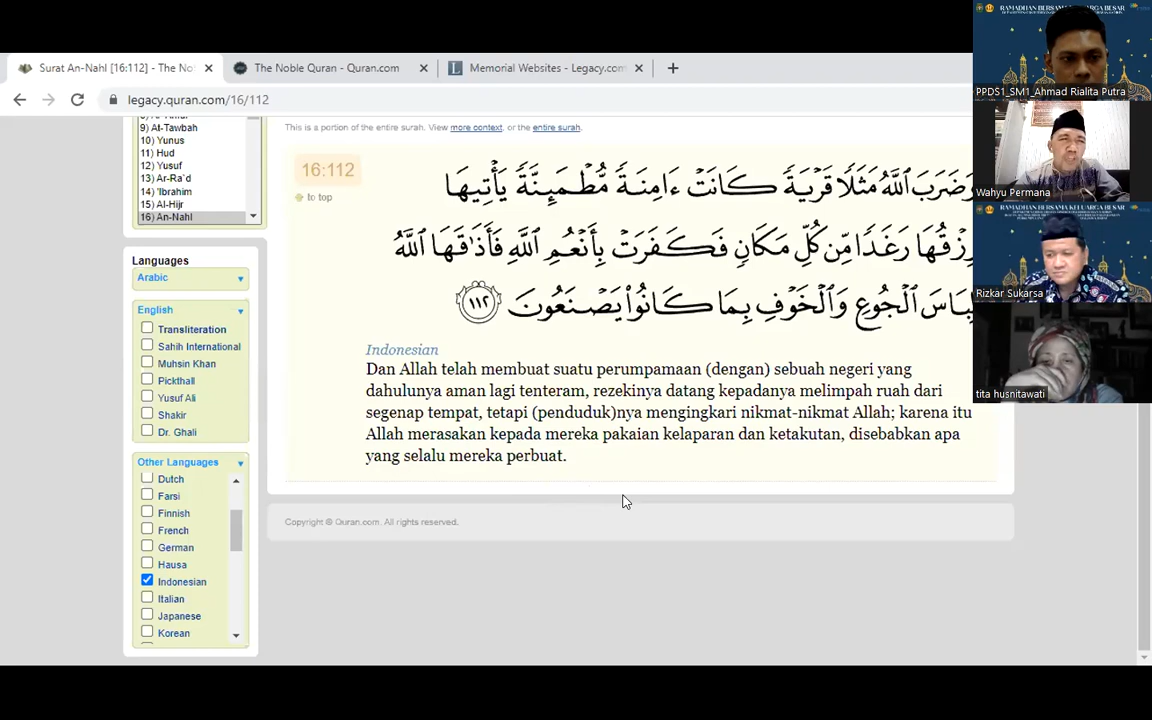 Surat An-Nahl [16:112] - The No
The Noble Quran - Quran.com
Memorial Websites - Legacy.com
legacy.quran.com/16/112
9) At-Tawbah
10) Yunus
11) Hud
12) Yusuf
13) Ar-Ra`d
14) 'Ibrahim
15) Al-Hijr
16) An-Nahl
Languages
Arabic
English
Transliteration
Sahih International
Muhsin Khan
Pickthall
Yusuf Ali
Shakir
Dr. Ghali
Other Languages
Dutch
Farsi
Finnish
French
German
Hausa
Indonesian
Italian
Japanese
Korean
This is a portion of the entire surah. View more context, or the entire surah.
16:112
to top
وَضَرَبَ ٱللَّهُ مَثَلًا قَرْيَةً كَانَتْ ءَامِنَةً مُّطْمَئِنَّةً يَأْتِيهَا
رِزْقُهَا رَغَدًا مِّن كُلِّ مَكَانٍ فَكَفَرَتْ بِأَنْعُمِ ٱللَّهِ فَأَذَٰقَهَا ٱللَّهُ
لِبَاسَ ٱلْجُوعِ وَٱلْخَوْفِ بِمَا كَانُوا۟ يَصْنَعُونَ ١١٢
Indonesian
Dan Allah telah membuat suatu perumpamaan (dengan) sebuah negeri yang
dahulunya aman lagi tenteram, rezekinya datang kepadanya melimpah ruah dari
segenap tempat, tetapi (penduduk)nya mengingkari nikmat-nikmat Allah; karena itu
Allah merasakan kepada mereka pakaian kelaparan dan ketakutan, disebabkan apa
yang selalu mereka perbuat.
Copyright © Quran.com. All rights reserved.
RAMADHAN BERSAMA KELUARGA BESAR
PPDS1_SM1_Ahmad Rialita Putra
Wahyu Permana
RAMADHAN BERSAMA KELUARGA BESAR
Rizkar Sukarsa
tita husnitawati